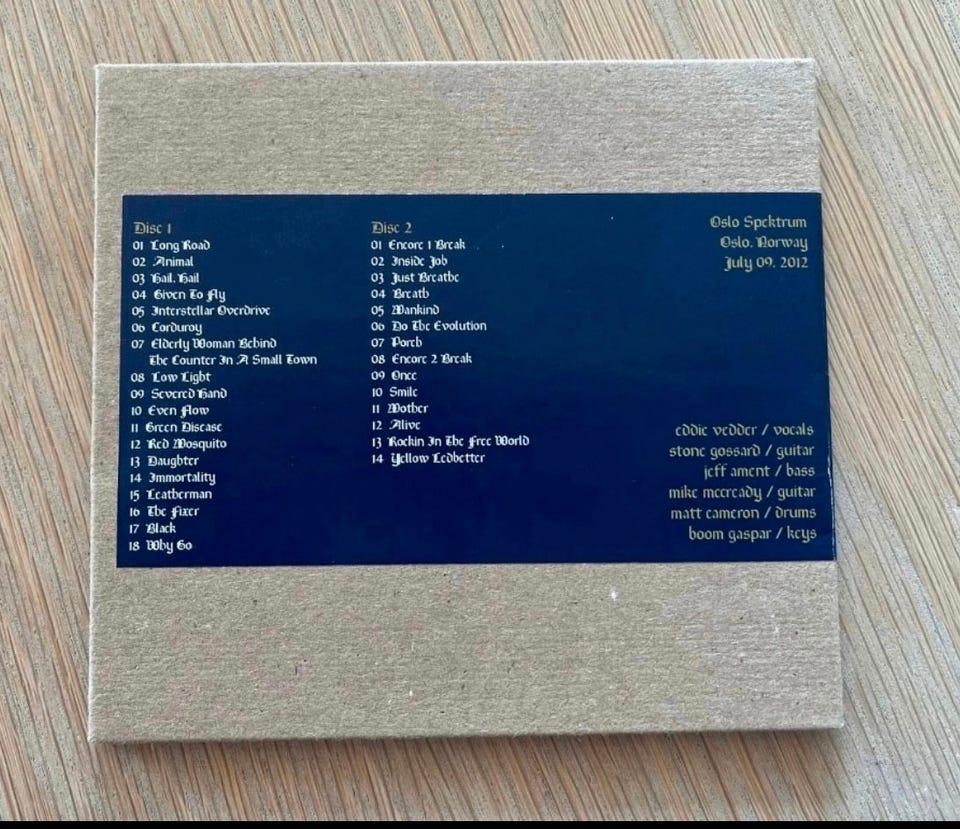 Disc 1
01 Long Road
02 Animal
03 Hail, Hail
04 Given To Fly
05 Interstellar Overdrive
06 Corduroy
07 Elderly Woman Behind
The Counter In A Small Town
08 Low Light
09 Severed Hand
10 Even Flow
11 Green Disease
12 Red Mosquito
13 Daughter
14 Immortality
15 Leatherman
16 The Fixer
17 Black
18 Why Go
Disc 2
01 Encore 1 Break
02 Inside Job
03 Just Breathe
04 Breath
05 Mankind
06 Do The Evolution
07 Porch
08 Encore 2 Break
09 Once
10 Smile
11 Mother
12 Alive
13 Rockin In The Free World
14 Yellow Ledbetter
Oslo Spektrum
Oslo, Norway
July 09, 2012
eddie vedder / vocals
stone gossard / guitar
jeff ament / bass
mike mccready / guitar
matt cameron / drums
boom gaspar / keys